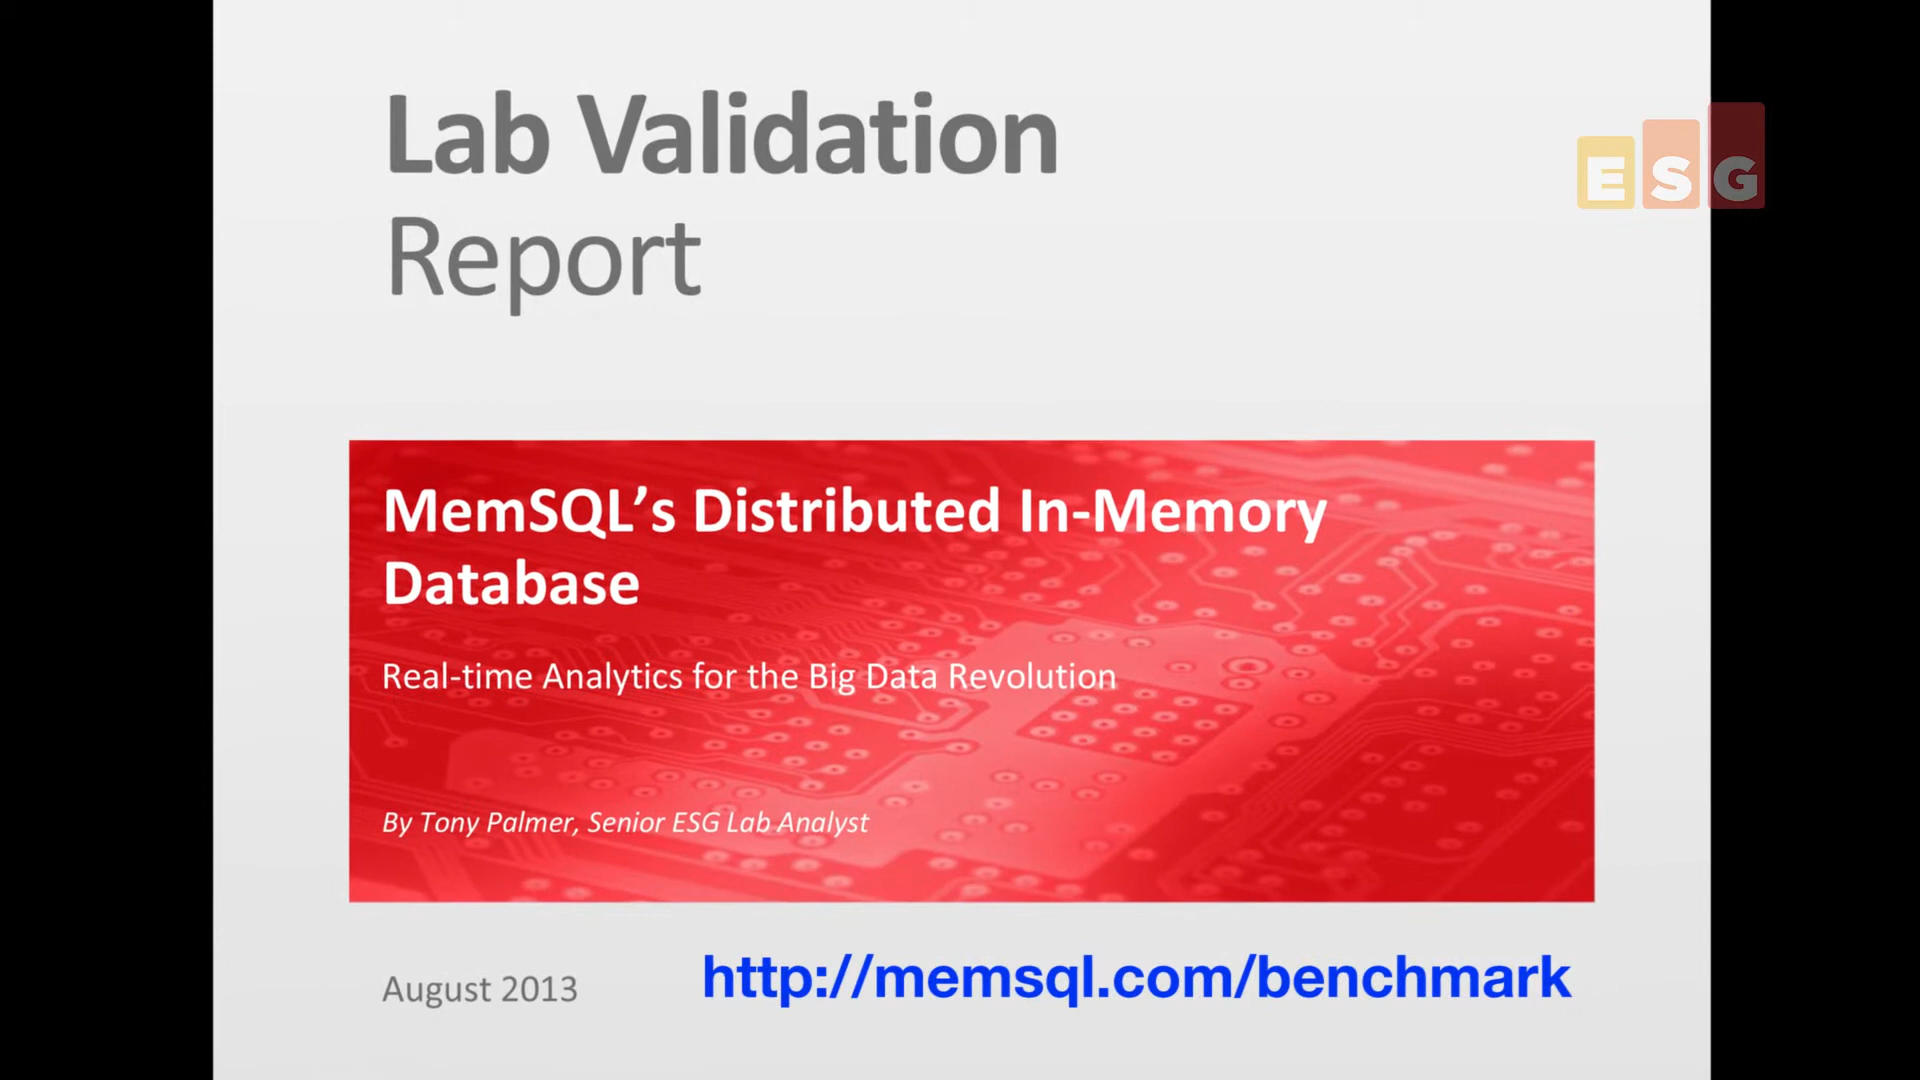 Lab Validation
Report
ESG
MemSQL’s Distributed In-Memory
Database
Real-time Analytics for the Big Data Revolution
By Tony Palmer, Senior ESG Lab Analyst
August 2013
http://memsql.com/benchmark